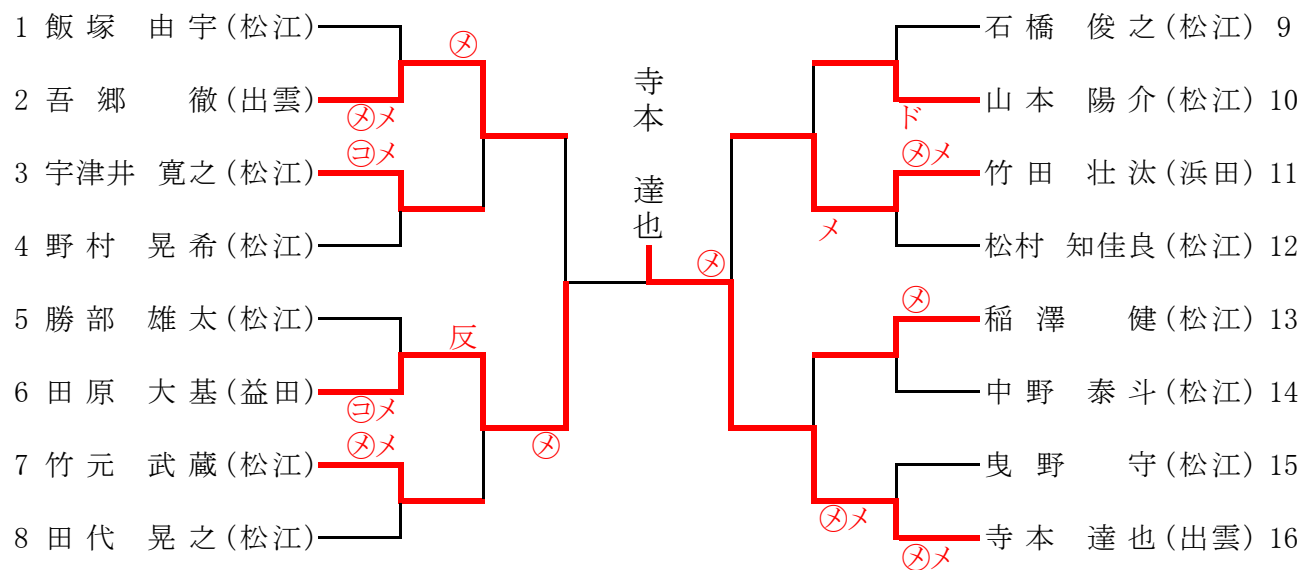 1 飯塚 由宇(松江)
㋱
2 吾郷 徹(出雲)
㋱メ
㋙メ
3 宇津井 寛之(松江)
4 野村 晃希(松江)
5 勝部 雄太(松江)
反
6 田原 大基(益田)
㋙メ
㋱メ
7 竹元 武蔵(松江)
㋱
8 田代 晃之(松江)
寺本 達也
㋱
石橋 俊之(松江) 9
山本 陽介(松江) 10
ド
㋱メ
竹田 壮汰(浜田) 11
メ
松村 知佳良(松江) 12
㋱
稲澤 健(松江) 13
中野 泰斗(松江) 14
曳野 守(松江) 15
㋱メ
寺本 達也(出雲) 16
㋱メ